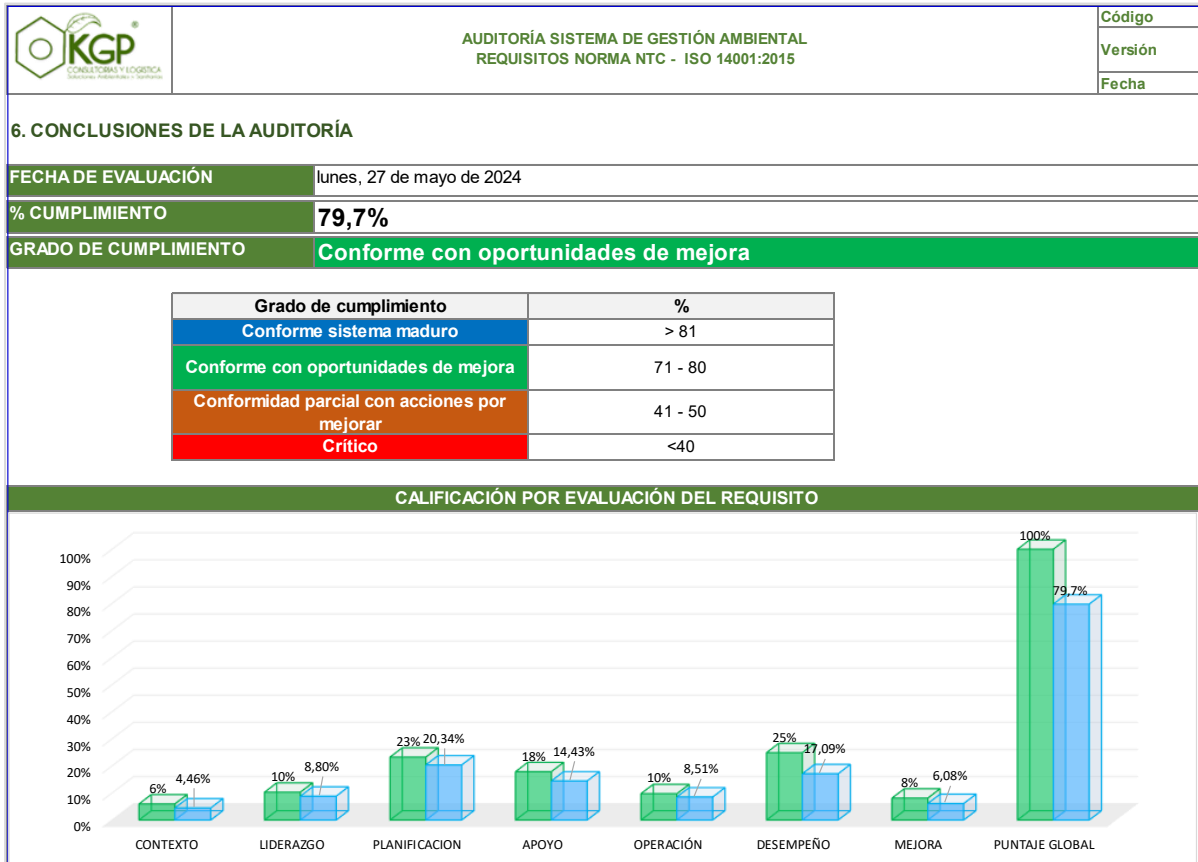 KGP
CONSULTORIAS Y LOGISTICA
Soluciones Ambientales y Sanitarias
AUDITORÍA SISTEMA DE GESTIÓN AMBIENTAL
REQUISITOS NORMA NTC - ISO 14001:2015
Código
Versión
Fecha
6. CONCLUSIONES DE LA AUDITORÍA
FECHA DE EVALUACIÓN lunes, 27 de mayo de 2024
% CUMPLIMIENTO 79,7%
GRADO DE CUMPLIMIENTO Conforme con oportunidades de mejora
Grado de cumplimiento %
Conforme sistema maduro > 81
Conforme con oportunidades de mejora 71 - 80
Conformidad parcial con acciones por
mejorar 41 - 50
Crítico <40
CALIFICACIÓN POR EVALUACIÓN DEL REQUISITO
100%
90%
80%
70%
60%
50%
40%
30%
20%
10%
0%
6% 4,46%
10% 8,80%
23% 20,34%
18% 14,43%
10% 8,51%
25% 17,09%
8% 6,08%
100% 79,7%
CONTEXTO LIDERAZGO PLANIFICACION APOYO OPERACIÓN DESEMPEÑO MEJORA PUNTAJE GLOBAL